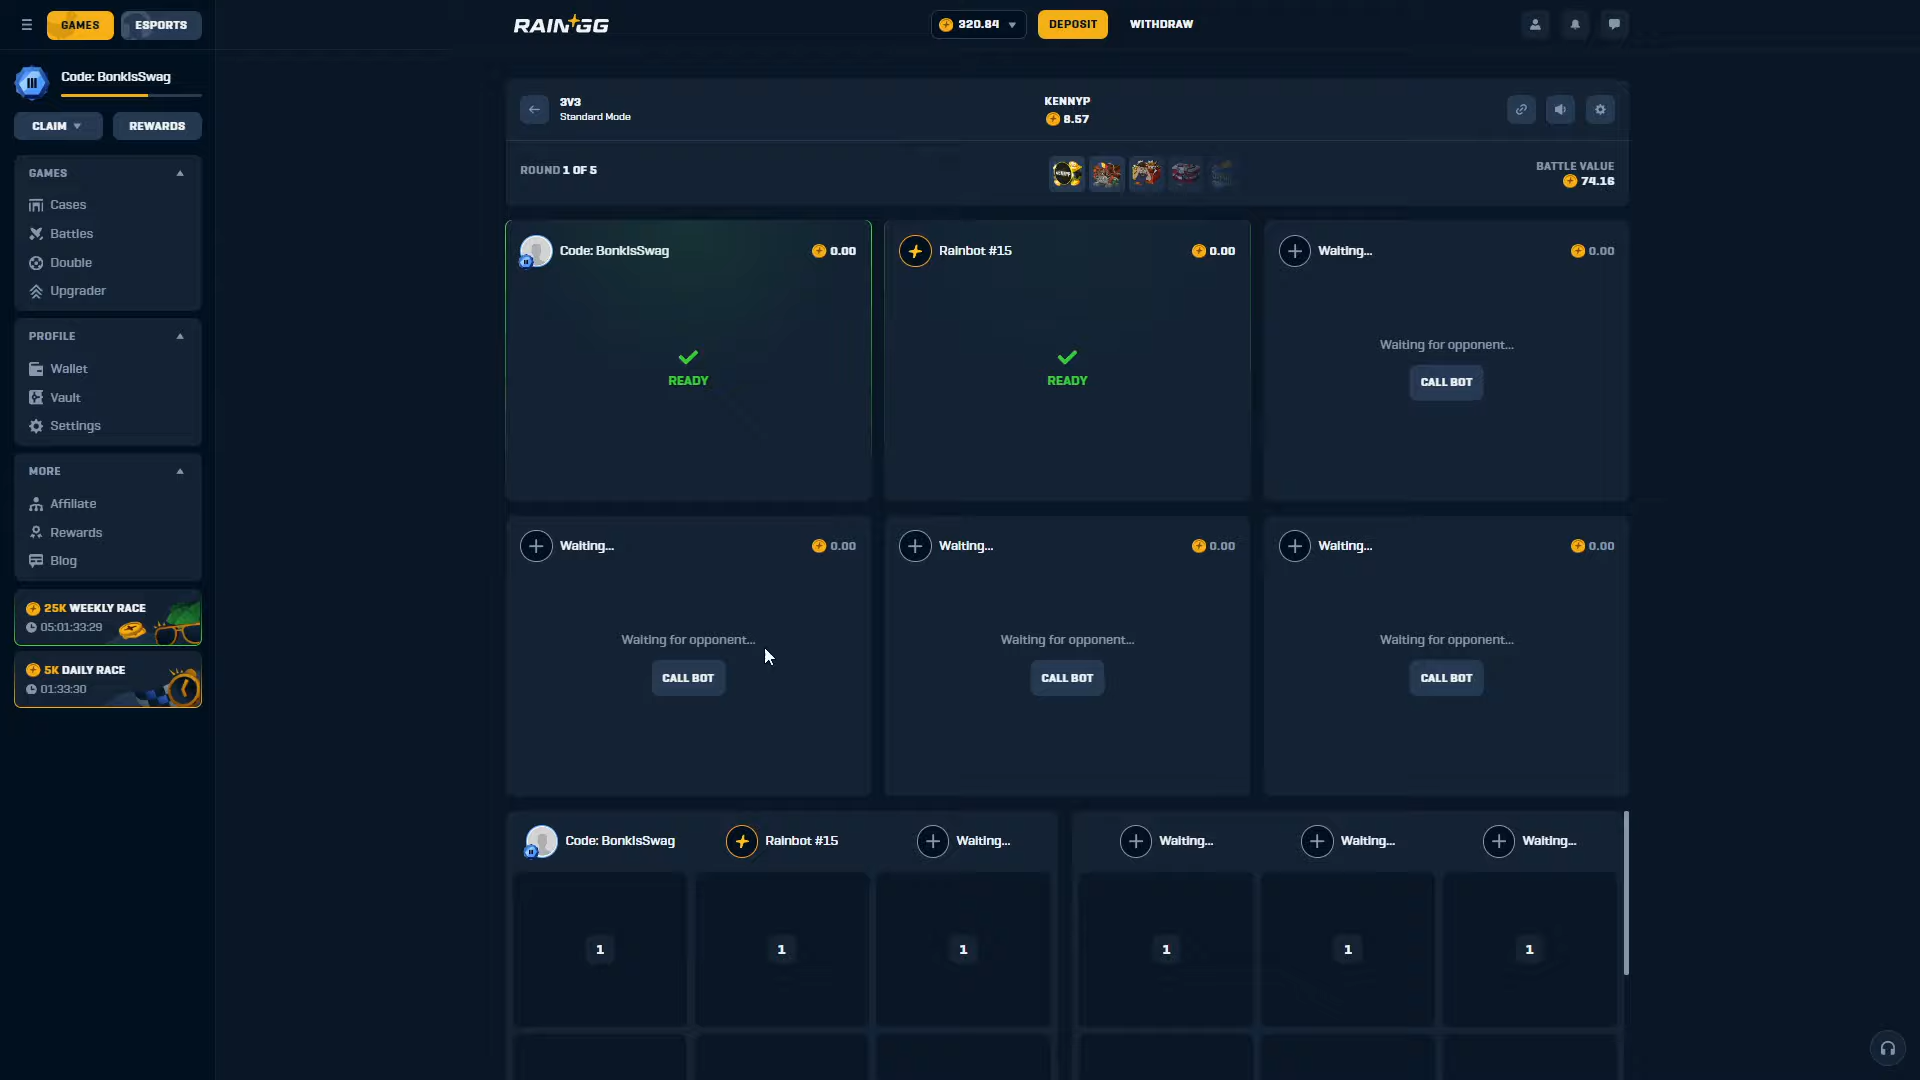 GAMES
ESPORTS
RAIN GG
320.84
DEPOSIT
WITHDRAW
Code: BonkIsSwag
CLAIM
REWARDS
GAMES
Cases
Battles
Double
Upgrader
PROFILE
Wallet
Vault
Settings
MORE
Affiliate
Rewards
Blog
25K WEEKLY RACE
05:01:33:29
5K DAILY RACE
01:33:30
3V3
Standard Mode
KENNYP
8.57
ROUND 1 OF 5
BATTLE VALUE
74.16
Code: BonkIsSwag
0.00
READY
Rainbot #15
0.00
READY
Waiting...
0.00
Waiting for opponent...
CALL BOT
Waiting...
0.00
Waiting for opponent...
CALL BOT
Waiting...
0.00
Waiting for opponent...
CALL BOT
Waiting...
0.00
Waiting for opponent...
CALL BOT
Code: BonkIsSwag
Rainbot #15
Waiting...
Waiting...
Waiting...
Waiting...
1
1
1
1
1
1